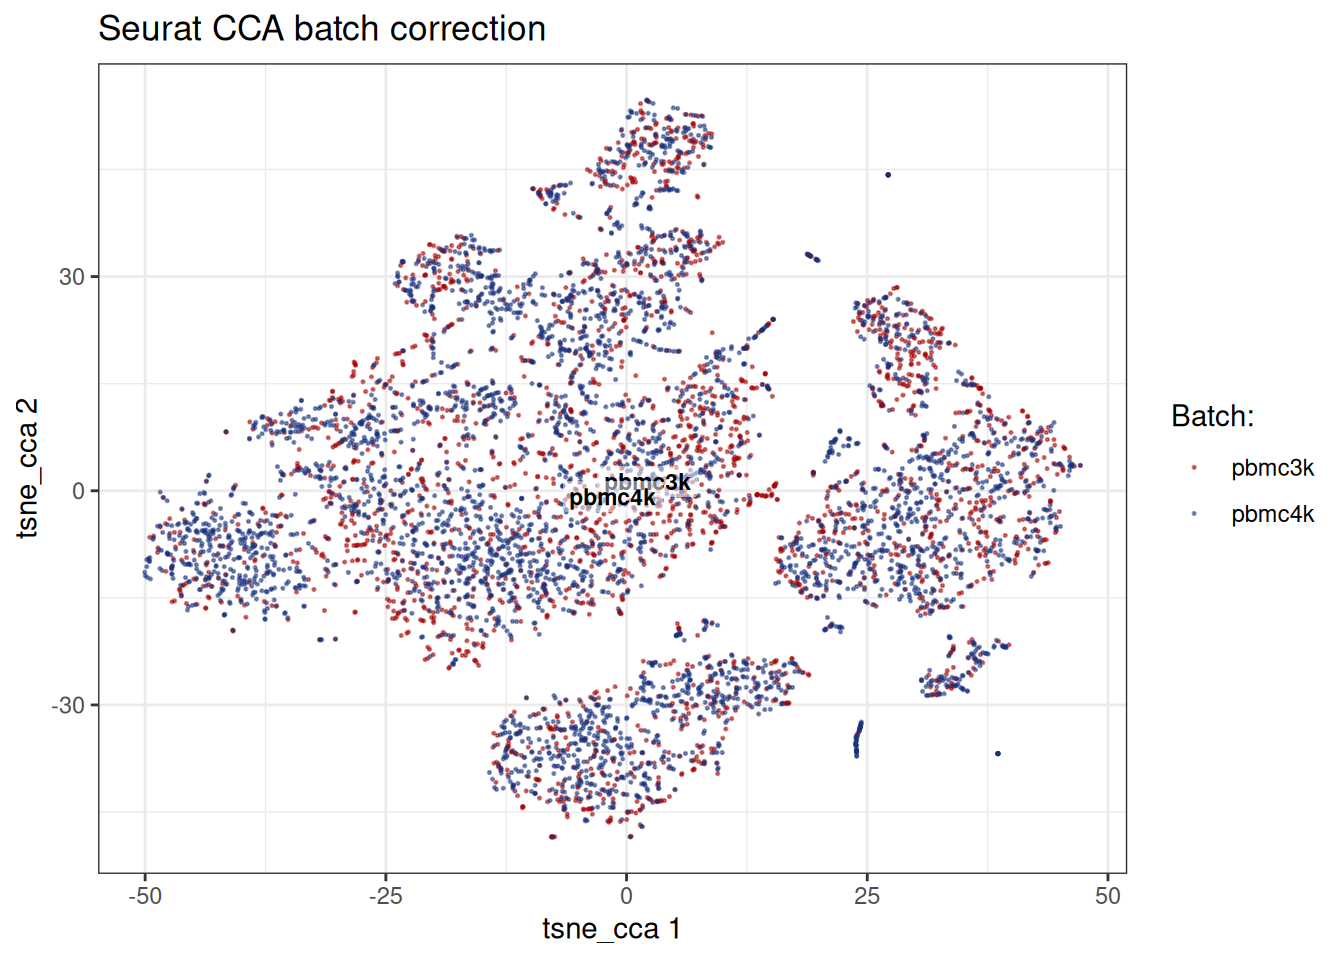 Seurat CCA batch correction
tsne_cca 2
30
0
-30
pbmc3k
pbmc4k
-50
-25
0
25
50
tsne_cca 1
Batch:
pbmc3k
pbmc4k